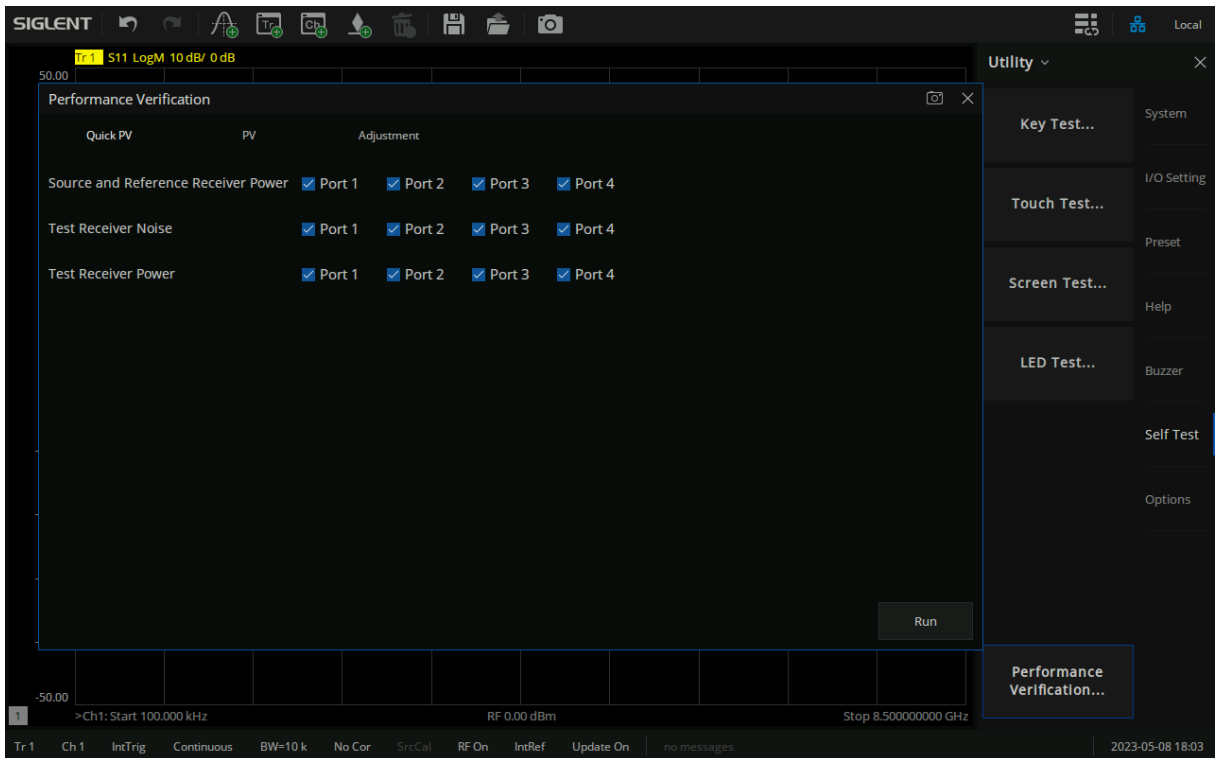 SIGLENT Tr Cb Local
Tr 1 S11 LogM 10 dB/ 0 dB
50.00
Utility
Performance Verification
Quick PV PV Adjustment
Source and Reference Receiver Power Port 1 Port 2 Port 3 Port 4
Test Receiver Noise Port 1 Port 2 Port 3 Port 4
Test Receiver Power Port 1 Port 2 Port 3 Port 4
Run
Key Test...
Touch Test...
Screen Test...
LED Test...
Performance
Verification...
System
I/O Setting
Preset
Help
Buzzer
Self Test
Options
-50.00
1 >Ch1: Start 100.000 kHz RF 0.00 dBm Stop 8.500000000 GHz
Tr 1 Ch 1 IntTrig Continuous BW=10 k No Cor SrcCal RF On IntRef Update On no messages 2023-05-08 18:03